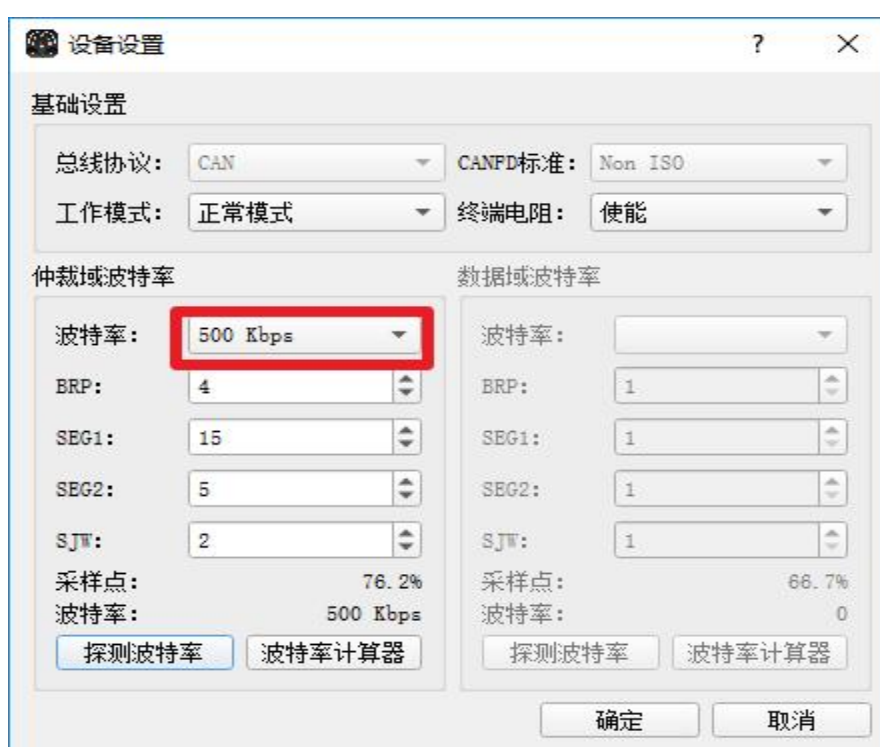 设备设置 ?
基础设置
总线协议: CAN CANFD标准: Non ISO
工作模式: 正常模式 终端电阻: 使能
仲裁域波特率 数据域波特率
波特率: 500 Kbps 波特率:
BRP: 4 BRP: 1
SEG1: 15 SEG1: 1
SEG2: 5 SEG2: 1
SJW: 2 SJW: 1
采样点: 76.2% 采样点: 66.7%
波特率: 500 Kbps 波特率: 0
探测波特率 波特率计算器 探测波特率 波特率计算器
确定 取消